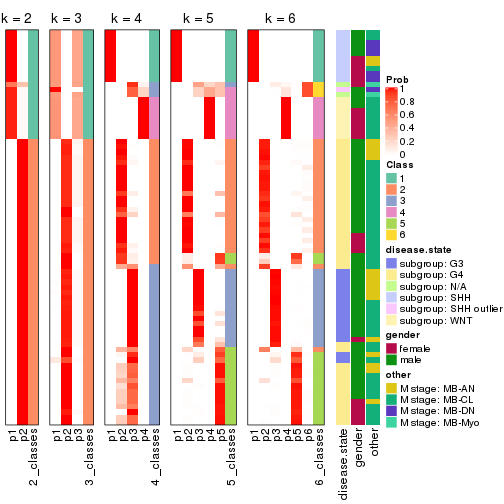 k = 2
k = 3
k = 4
k = 5
k = 6
p1
p2
2_classes
p1
p2
p3
3_classes
p1
p2
p3
p4
4_classes
p1
p2
p3
p4
p5
5_classes
p1
p2
p3
p4
p5
p6
6_classes
disease.state
gender
other
Prob
1
0.8
0.6
0.4
0.2
0
Class
1
2
3
4
5
6
disease.state
subgroup: G3
subgroup: G4
subgroup: N/A
subgroup: SHH
subgroup: SHH outlier
subgroup: WNT
gender
female
male
other
M stage: MB-AN
M stage: MB-CL
M stage: MB-DN
M stage: MB-Myo